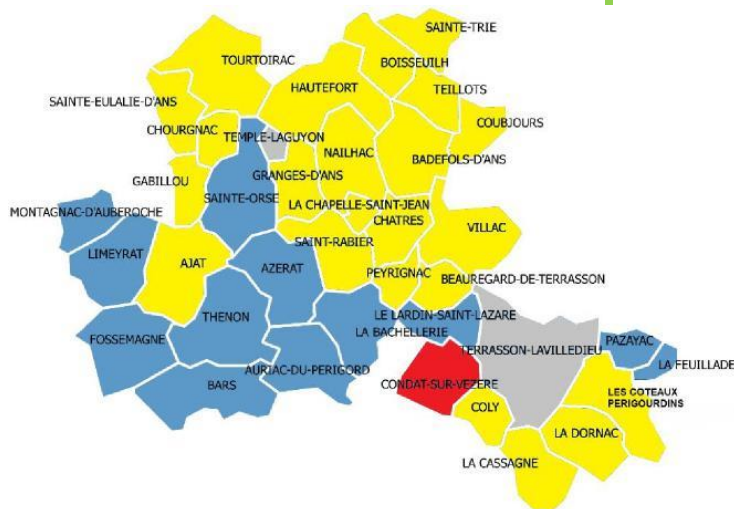 SAINTE-TRIE
TOURTOIRAC
BOISSEUILH
HAUTEFORT
TEILLOTS
SAINTE-EULALIE-D'ANS
COUBJOURS
CHOURGNAC
TEMPLE-LAGUYON
NAILHAC
BADEFOLS-D'ANS
GABILLOU
GRANGES-D'ANS
SAINTE-ORSE
LA CHAPELLE-SAINT-JEAN
MONTAGNAC-D'AUBEROCHE
CHATRES
VILLAC
SAINT-RABIER
LIMEYRAT
AJAT
AZERAT
PEYRIGNAC
BEAUREGARD-DE-TERRASSON
THENON
LE LARDIN-SAINT-LAZARE
FOSSEMAGNE
LA BACHELLERIE
TERRASSON-LAVILLEDIEU
PAZAYAC
LA FEUILLADE
AURIAC-DU-PERIGORD
BARS
CONDAT-SUR-VEZERE
LES COTEAUX
PERIGOURDINS
COLY
LA DORNAC
LA CASSAGNE